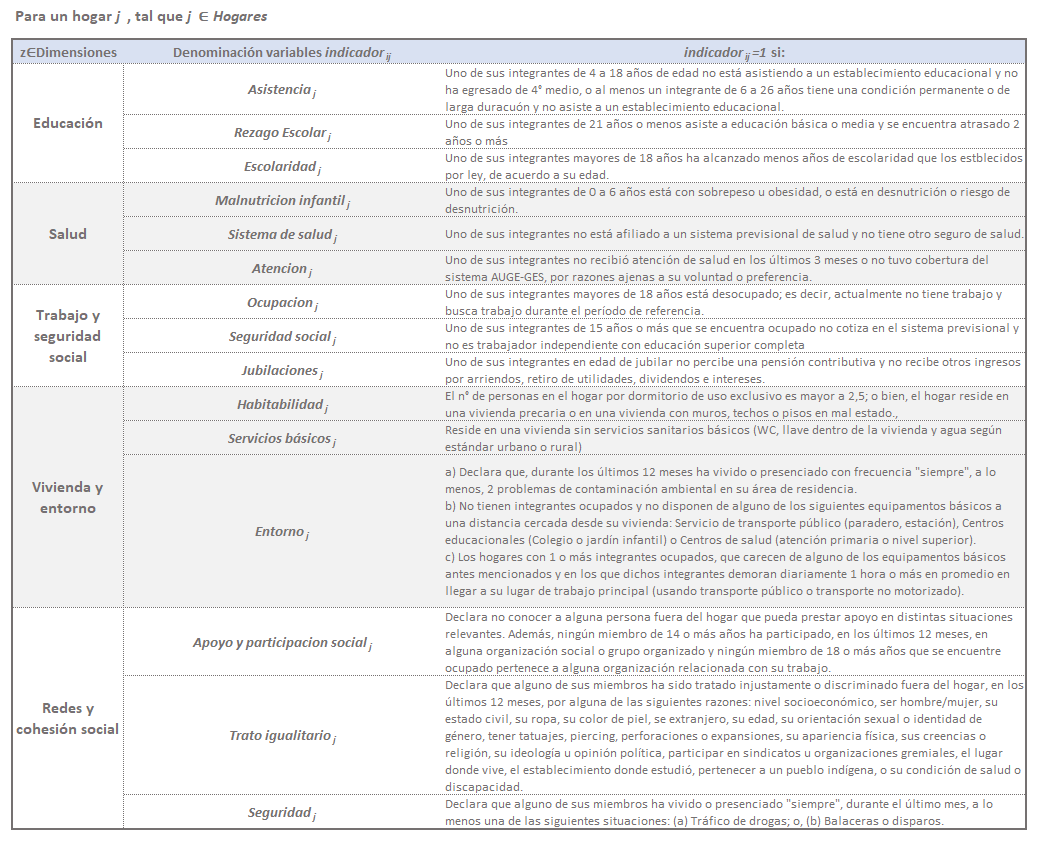 Para un hogar j , tal que j ∈ Hogares
z∈Dimensiones
Denominación variables indicador ij
indicador ij =1 si:
Educación
Asistencia j
Uno de sus integrantes de 4 a 18 años de edad no está asistiendo a un establecimiento educacional y no
ha egresado de 4° medio, o al menos un integrante de 6 a 26 años tiene una condición permanente o de
larga duracuón y no asiste a un establecimiento educacional.
Rezago Escolar j
Uno de sus integrantes de 21 años o menos asiste a educación básica o media y se encuentra atrasado 2
años o más
Escolaridad j
Uno de sus integrantes mayores de 18 años ha alcanzado menos años de escolaridad que los estblecidos
por ley, de acuerdo a su edad.
Salud
Malnutricion infantil j
Uno de sus integrantes de 0 a 6 años está con sobrepeso u obesidad, o está en desnutrición o riesgo de
desnutrición.
Sistema de salud j
Uno de sus integrantes no está afiliado a un sistema previsional de salud y no tiene otro seguro de salud.
Atencion j
Uno de sus integrantes no recibió atención de salud en los últimos 3 meses o no tuvo cobertura del
sistema AUGE-GES, por razones ajenas a su voluntad o preferencia.
Trabajo y
seguridad
social
Ocupacion j
Uno de sus integrantes mayores de 18 años está desocupado; es decir, actualmente no tiene trabajo y
busca trabajo durante el período de referencia.
Seguridad social j
Uno de sus integrantes de 15 años o más que se encuentra ocupado no cotiza en el sistema previsional y
no es trabajador independiente con educación superior completa
Jubilaciones j
Uno de sus integrantes en edad de jubilar no percibe una pensión contributiva y no recibe otros ingresos
por arriendos, retiro de utilidades, dividendos e intereses.
Vivienda y
entorno
Habitabilidad j
El n° de personas en el hogar por dormitorio de uso exclusivo es mayor a 2,5; o bien, el hogar reside en
una vivienda precaria o en una vivienda con muros, techos o pisos en mal estado.,
Servicios básicos j
Reside en una vivienda sin servicios sanitarios básicos (WC, llave dentro de la vivienda y agua según
estándar urbano o rural)
Entorno j
a) Declara que, durante los últimos 12 meses ha vivido o presenciado con frecuencia "siempre", a lo
menos, 2 problemas de contaminación ambiental en su área de residencia.
b) No tienen integrantes ocupados y no disponen de alguno de los siguientes equipamentos básicos a
una distancia cercada desde su vivienda: Servicio de transporte público (paradero, estación), Centros
educacionales (Colegio o jardín infantil) o Centros de salud (atención primaria o nivel superior).
c) Los hogares con 1 o más integrantes ocupados, que carecen de alguno de los equipamentos básicos
antes mencionados y en los que dichos integrantes demoran diariamente 1 hora o más en promedio en
llegar a su lugar de trabajo principal (usando transporte público o transporte no motorizado).
Redes y
cohesión social
Apoyo y participacion social j
Declara no conocer a alguna persona fuera del hogar que pueda prestar apoyo en distintas situaciones
relevantes. Además, ningún miembro de 14 o más años ha participado, en los últimos 12 meses, en
alguna organización social o grupo organizado y ningún miembro de 18 o más años que se encuentre
ocupado pertenece a alguna organización relacionada con su trabajo.
Trato igualitario j
Declara que alguno de sus miembros ha sido tratado injustamente o discriminado fuera del hogar, en los
últimos 12 meses, por alguna de las siguientes razones: nivel socioeconómico, ser hombre/mujer, su
estado civil, su ropa, su color de piel, se extranjero, su edad, su orientación sexual o identidad de
género, tener tatuajes, piercing, perforaciones o expansiones, su apariencia física, sus creencias o
religión, su ideología u opinión política, participar en sindicatos u organizaciones gremiales, el lugar
donde vive, el establecimiento donde estudió, pertenecer a un pueblo indígena, o su condición de salud o
discapacidad.
Seguridad j
Declara que alguno de sus miembros ha vivido o presenciado "siempre", durante el último mes, a lo
menos una de las siguientes situaciones: (a) Tráfico de drogas; o, (b) Balaceras o disparos.